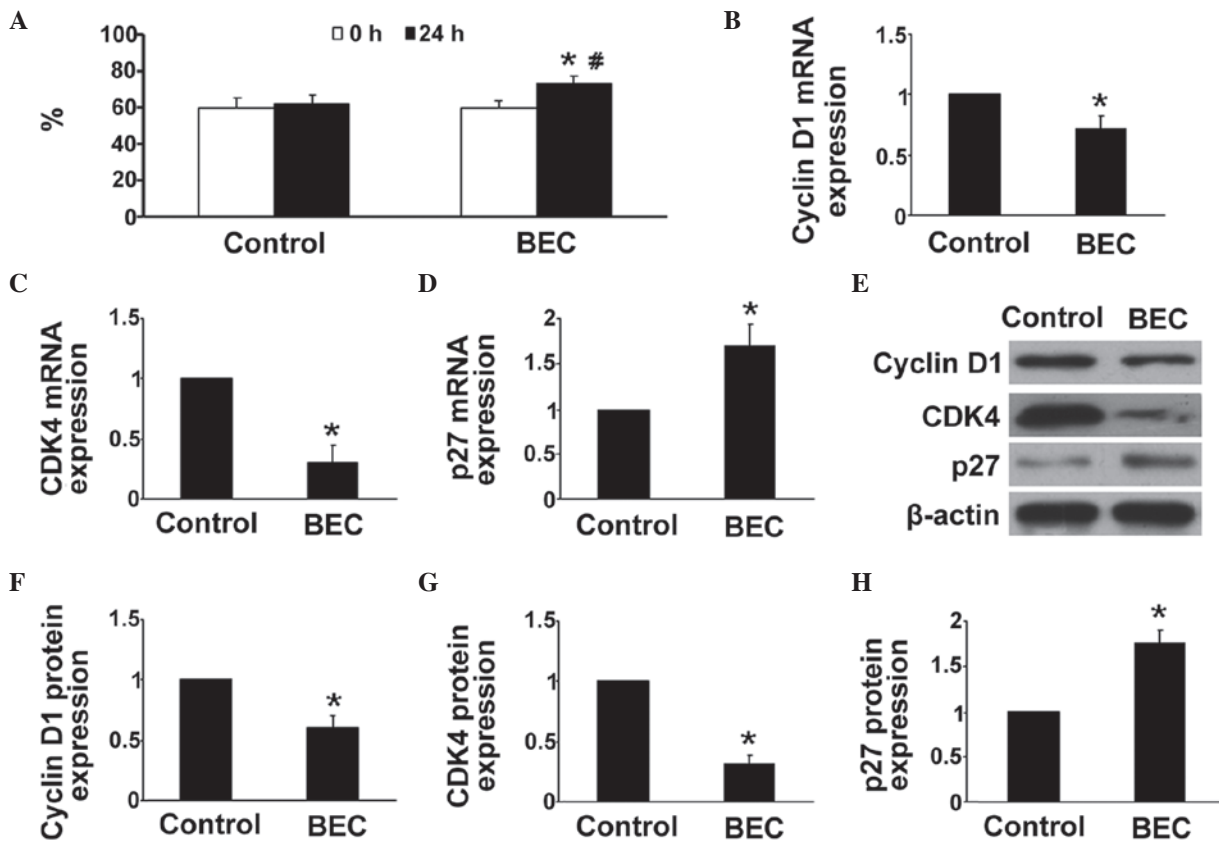 A
100
80
60
40
20
0
%
0 h 24 h
* #
Control BEC
B
1.5
1
0.5
0
Cyclin D1 mRNA
expression
*
Control BEC
C
1.5
1
0.5
0
CDK4 mRNA
expression
*
Control BEC
D
2
1.5
1
0.5
0
p27 mRNA
expression
*
Control BEC
E
Control BEC
Cyclin D1
CDK4
p27
β-actin
F
1.5
1
0.5
0
Cyclin D1 protein
expression
*
Control BEC
G
1.5
1
0.5
0
CDK4 protein
expression
*
Control BEC
H
2
1.5
1
0.5
0
p27 protein
expression
*
Control BEC